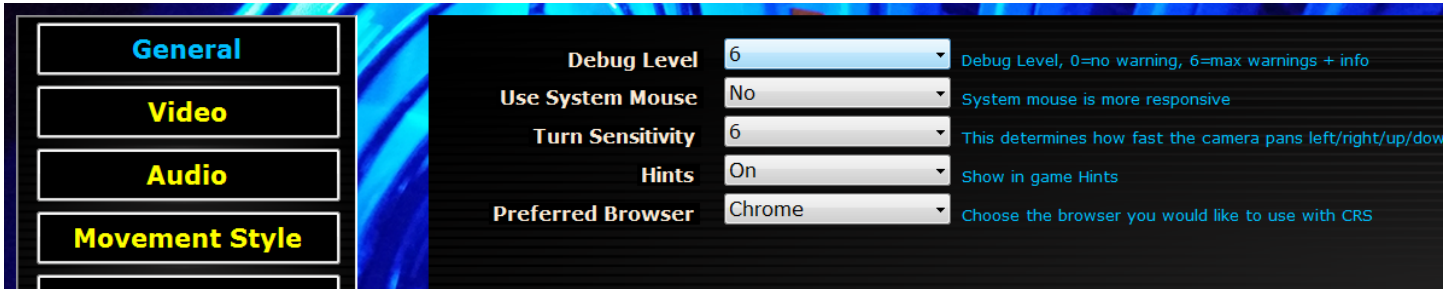 General
Video
Audio
Movement Style
Debug Level 6 Debug Level, 0=no warning, 6=max warnings + info
Use System Mouse No System mouse is more responsive
Turn Sensitivity 6 This determines how fast the camera pans left/right/up/dow
Hints On Show in game Hints
Preferred Browser Chrome Choose the browser you would like to use with CRS